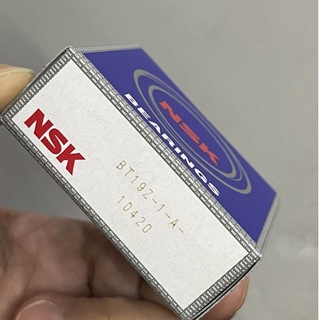 NSK
BEARINGS
NSK
BT19Z-1-A-
10420